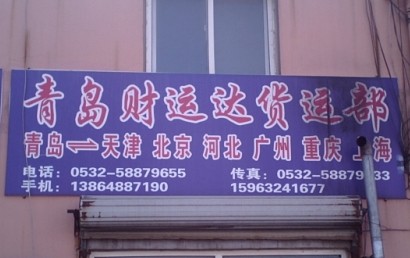 青岛财运达货运部
青岛⇌天津 北京 河北 广州 重庆 上海
电话：0532-58879655 传真：0532-58879933
手机：13864887190 15963241677